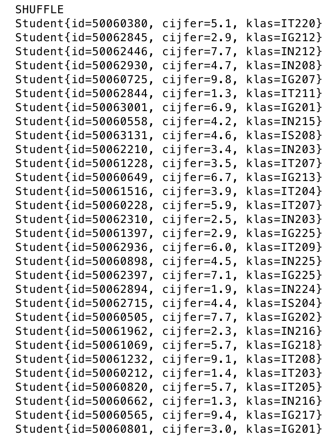 SHUFFLE
Student{id=50060380, cijfer=5.1, klas=IT220}
Student{id=50062845, cijfer=2.9, klas=IG212}
Student{id=50062446, cijfer=7.7, klas=IN212}
Student{id=50062930, cijfer=4.7, klas=IN208}
Student{id=50060725, cijfer=9.8, klas=IG207}
Student{id=50062844, cijfer=1.3, klas=IT211}
Student{id=50063001, cijfer=6.9, klas=IG201}
Student{id=50060558, cijfer=4.2, klas=IN215}
Student{id=50063131, cijfer=4.6, klas=IS208}
Student{id=50062210, cijfer=3.4, klas=IN203}
Student{id=50061228, cijfer=3.5, klas=IT207}
Student{id=50060649, cijfer=6.7, klas=IG213}
Student{id=50061516, cijfer=3.9, klas=IT204}
Student{id=50060228, cijfer=5.9, klas=IT207}
Student{id=50062310, cijfer=2.5, klas=IN203}
Student{id=50061397, cijfer=2.9, klas=IG225}
Student{id=50062936, cijfer=6.0, klas=IT209}
Student{id=50060898, cijfer=4.5, klas=IN225}
Student{id=50062397, cijfer=7.1, klas=IG225}
Student{id=50062894, cijfer=1.9, klas=IN224}
Student{id=50062715, cijfer=4.4, klas=IS204}
Student{id=50060505, cijfer=7.7, klas=IG202}
Student{id=50061962, cijfer=2.3, klas=IN216}
Student{id=50061069, cijfer=5.7, klas=IG218}
Student{id=50061232, cijfer=9.1, klas=IT208}
Student{id=50060212, cijfer=1.4, klas=IT203}
Student{id=50060820, cijfer=5.7, klas=IT205}
Student{id=50060662, cijfer=1.3, klas=IN216}
Student{id=50060565, cijfer=9.4, klas=IG217}
Student{id=50060801, cijfer=3.0, klas=IG201}